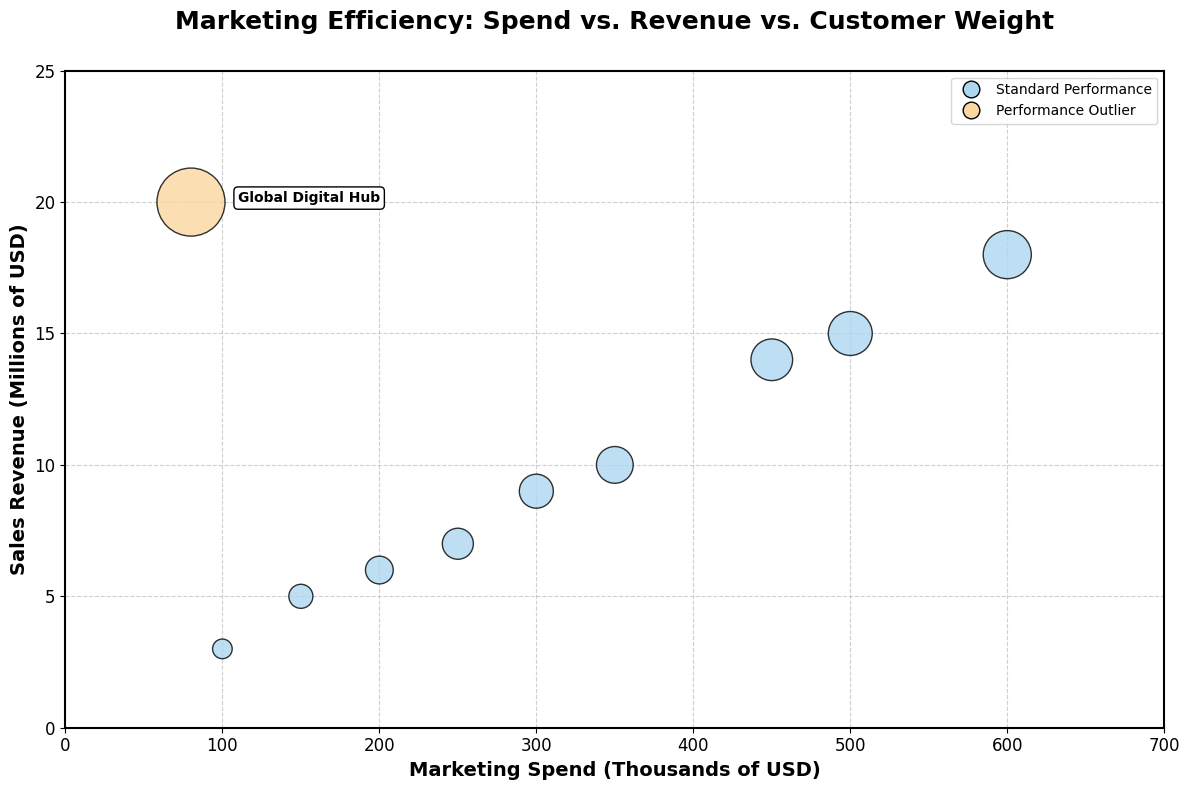 Marketing Efficiency: Spend vs. Revenue vs. Customer Weight
Standard Performance
Performance Outlier
Global Digital Hub
Sales Revenue (Millions of USD)
25
20
15
10
5
0
0 100 200 300 400 500 600 700
Marketing Spend (Thousands of USD)